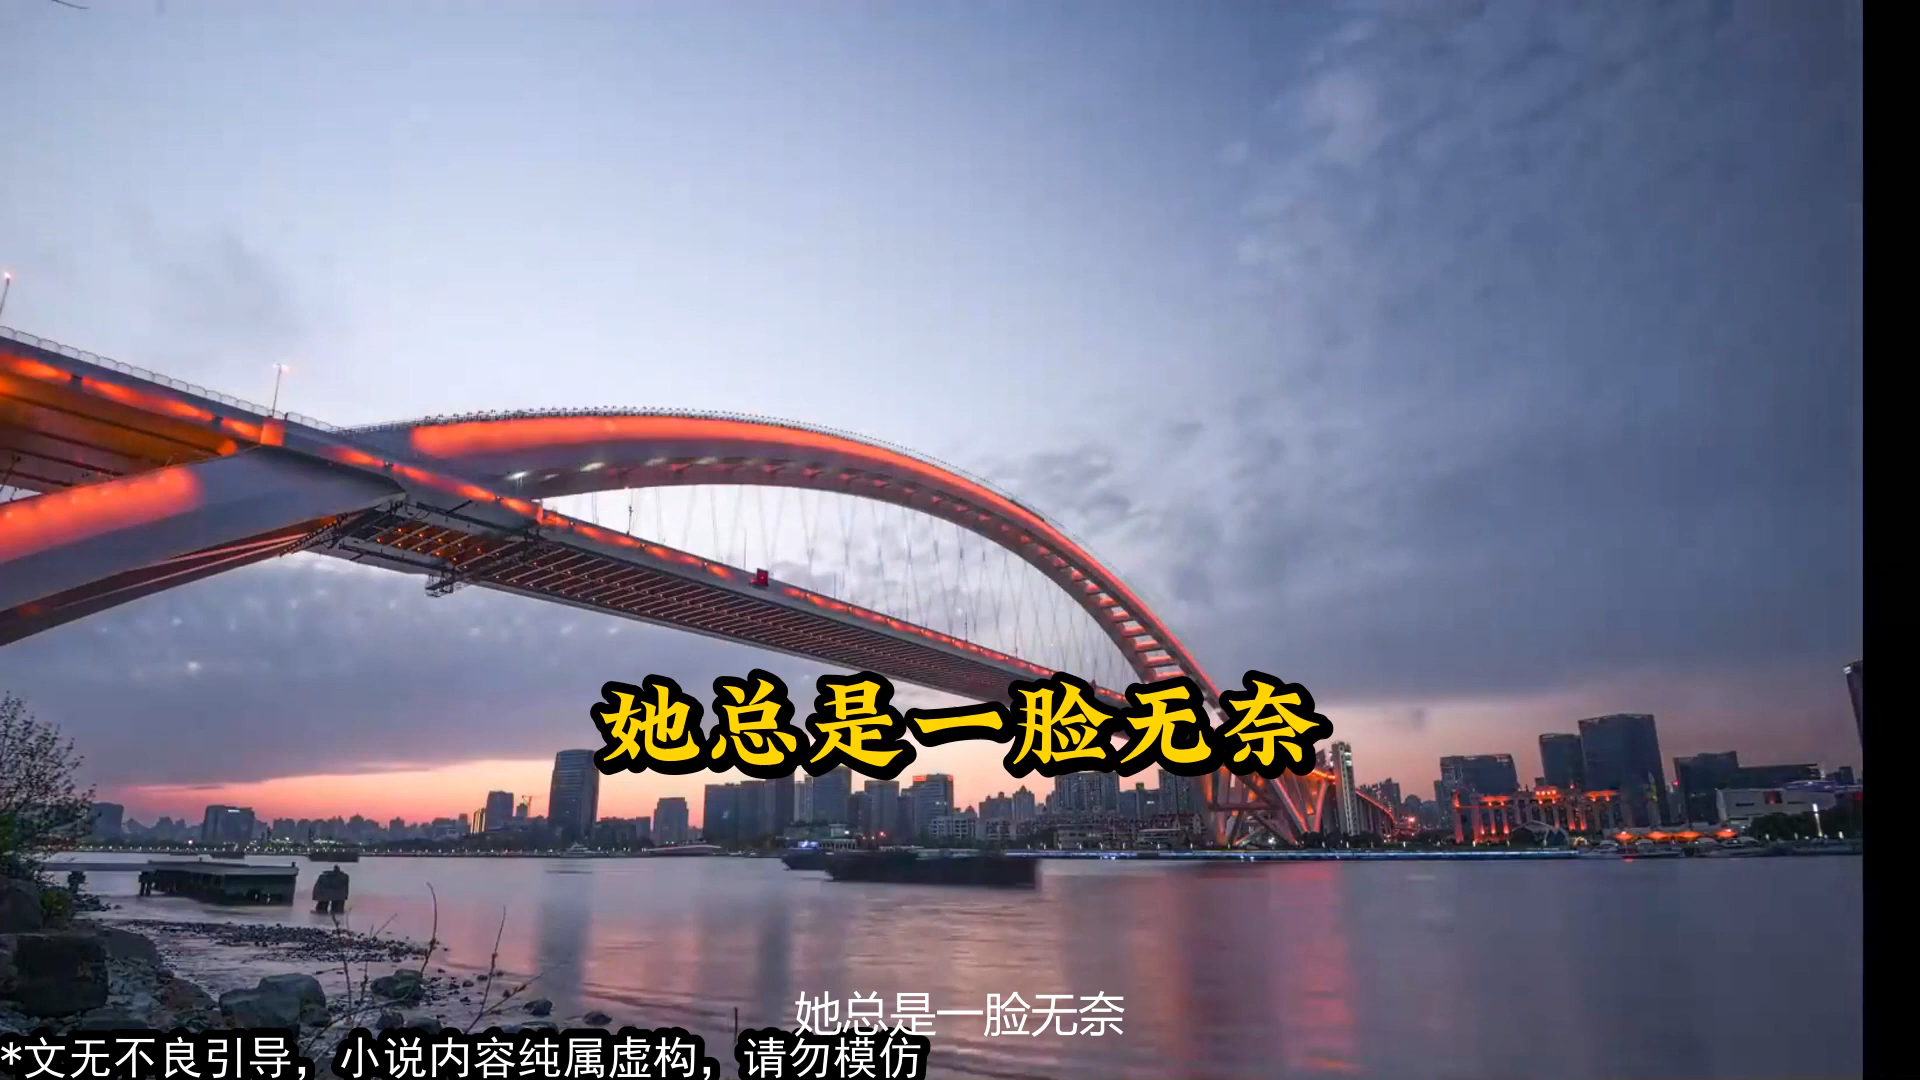 她总是一脸无奈
她总是一脸无奈
*文无不良引导，小说内容纯属虚构，请勿模仿